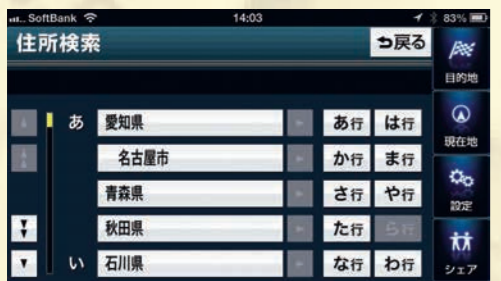 SoftBank 14:03 83%
住所検索 戻る
目的地
現在地
設定
シェア
あ 愛知県
名古屋市
青森県
秋田県
い 石川県
あ行 は行
か行 ま行
さ行 や行
た行 ら行
な行 わ行